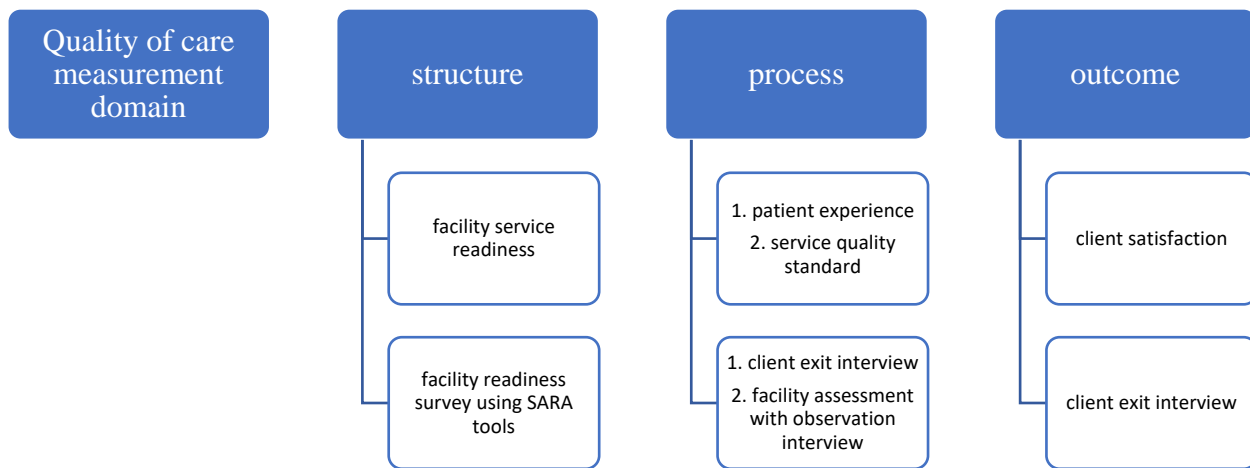 Quality of care
measurement
domain
structure
process
outcome
facility service
readiness
1. patient experience
2. service quality
standard
client satisfaction
facility readiness
survey using SARA
tools
1. client exit interview
2. facility assessment
with observation
interview
client exit interview